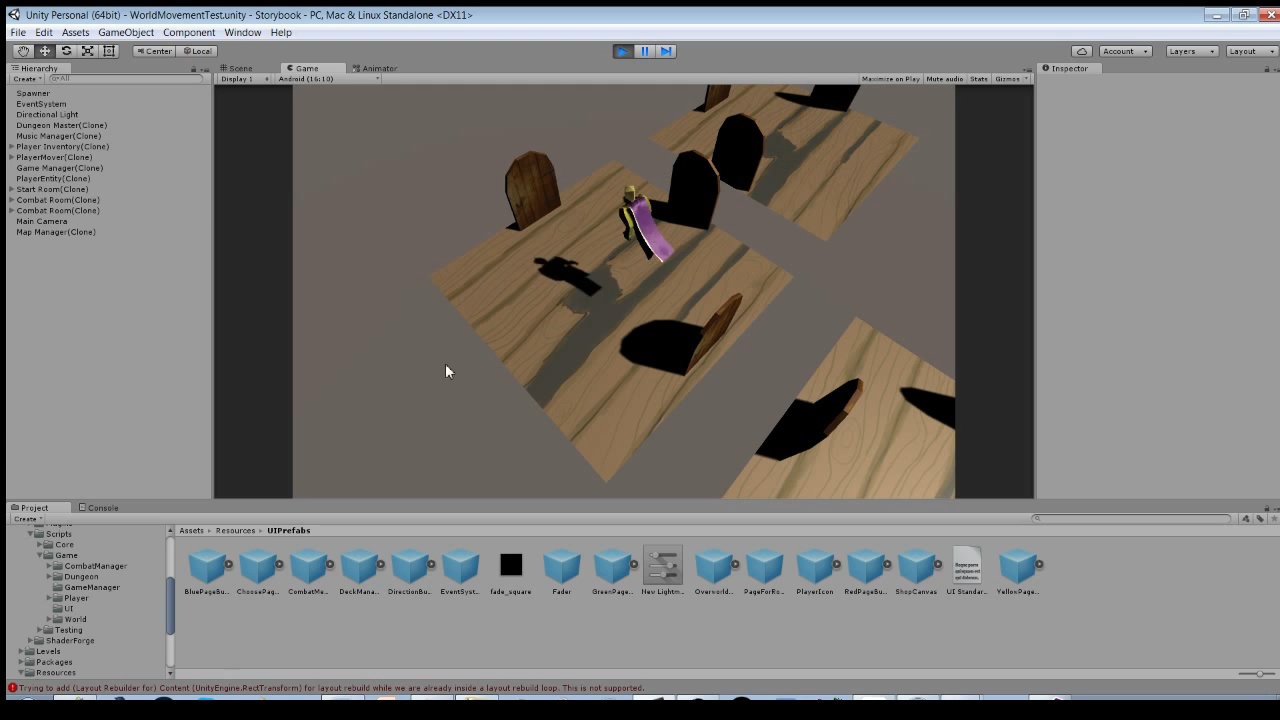 Unity Personal (64bit) - WorldMovementTest.unity - Storybook - PC, Mac & Linux Standalone <DX11>
File Edit Assets GameObject Component Window Help
Center Local Account Layers Layout
Hierarchy Scene Game Animator Inspector
Create All Display 1 Android (16:10) Maximize on Play Mute audio Stats Gizmos
Spawner
EventSystem
Directional Light
Dungeon Master(Clone)
Music Manager(Clone)
Player Inventory(Clone)
PlayerMover(Clone)
Game Manager(Clone)
PlayerEntity(Clone)
Start Room(Clone)
Combat Room(Clone)
Combat Room(Clone)
Main Camera
Map Manager(Clone)
Project Console
Create
Assets Resources UIPrefabs
Scripts
Core
Game
CombatManager
Dungeon
GameManager
Player
UI
World
Testing
ShaderForge
Levels
Packages
Resources
BluePageBu... ChoosePag... CombatMe... DeckMana... DirectionBu... EventSyst... fade_square Fader GreenPage... New Lightm... Overworld... PageForRo... PlayerIcon RedPageBu... ShopCanvas UI Standar... YellowPage...
Trying to add (Layout Rebuilder for) Content (UnityEngine.RectTransform) for layout rebuild while we are already inside a layout rebuild loop. This is not supported.